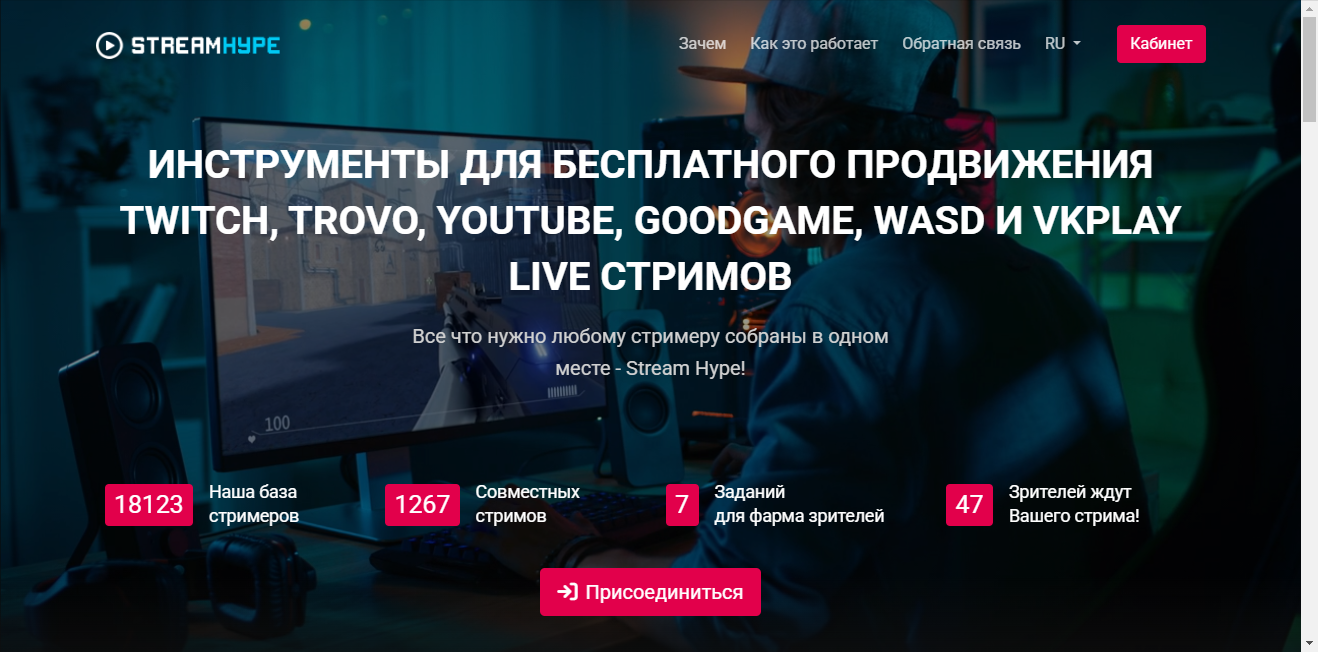 STREAMHYPE
Зачем
Как это работает
Обратная связь
RU
Кабинет
ИНСТРУМЕНТЫ ДЛЯ БЕСПЛАТНОГО ПРОДВИЖЕНИЯ
TWITCH, TROVO, YOUTUBE, GOODGAME, WASD И VKPLAY
LIVE СТРИМОВ
Все что нужно любому стримеру собраны в одном
месте - Stream Hype!
100
18123
Наша база
стримеров
1267
Совместных
стримов
7
Заданий
для фарма зрителей
47
Зрителей ждут
Вашего стрима!
Присоединиться